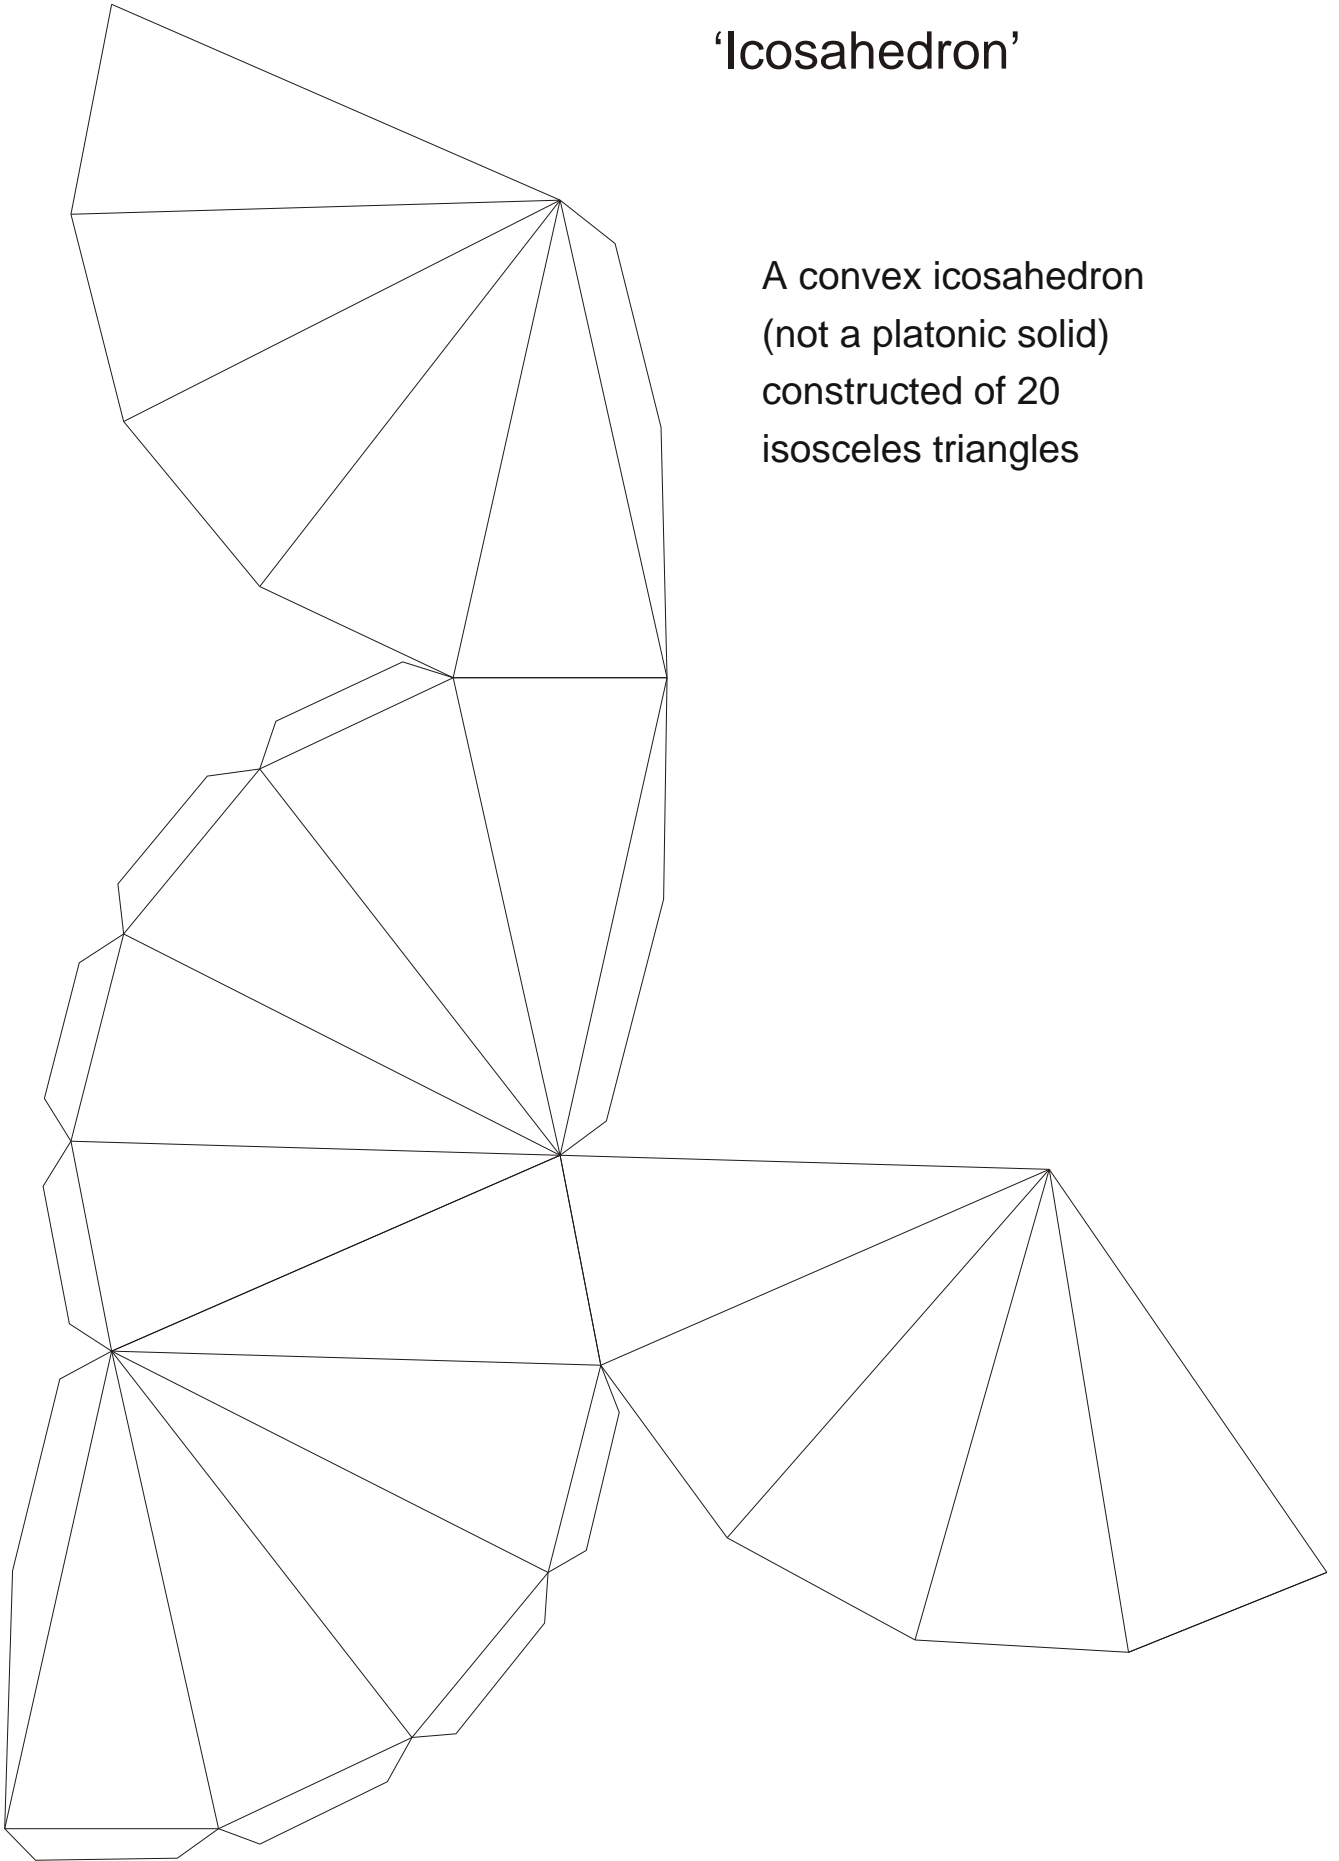 ‘Icosahedron’
A convex icosahedron
(not a platonic solid)
constructed of 20
isosceles triangles